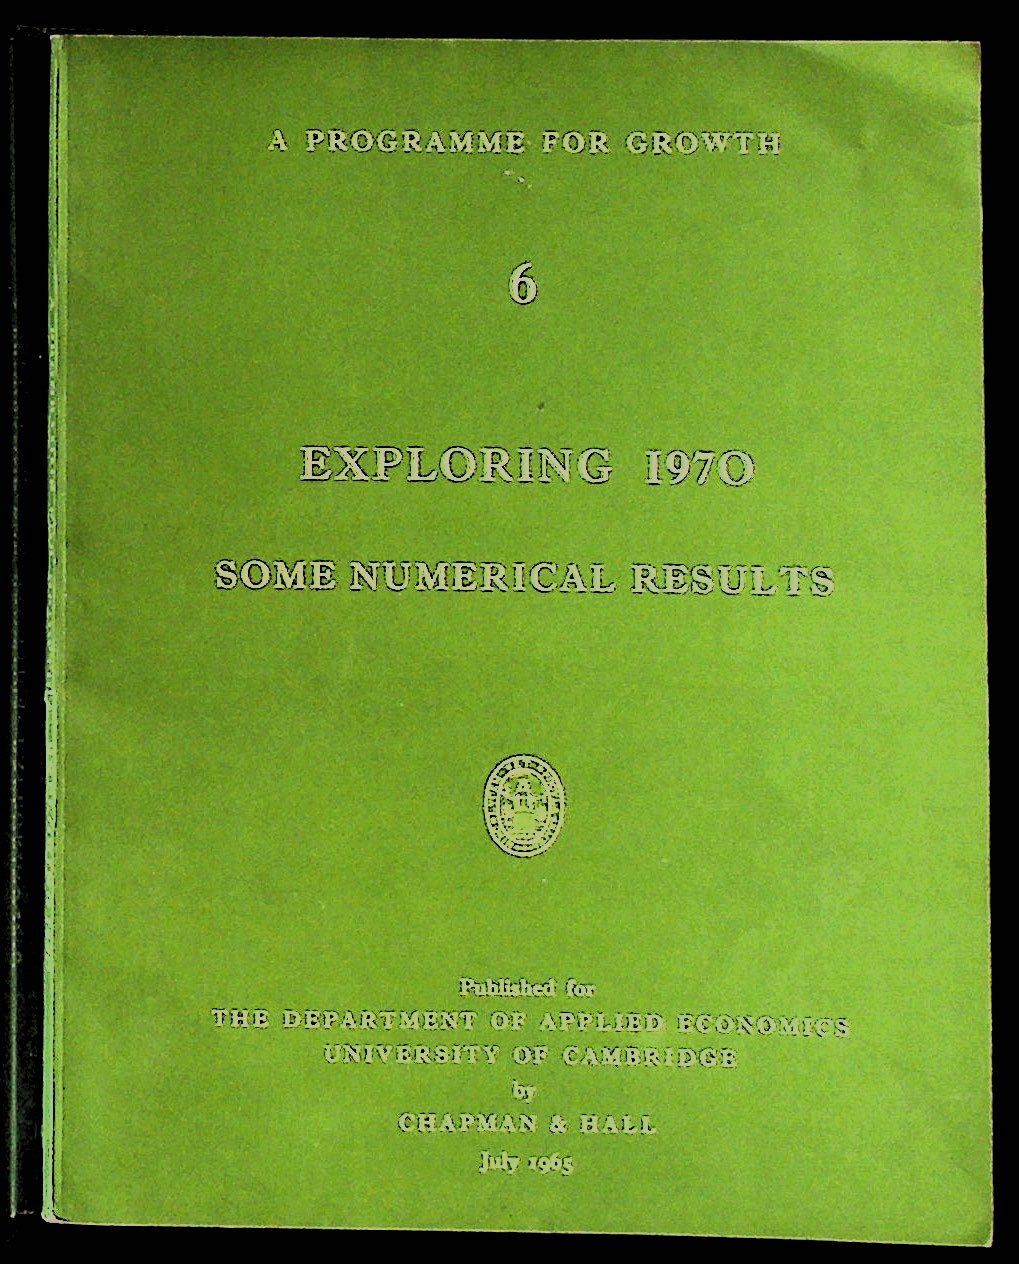 A PROGRAMME FOR GROWTH
6
EXPLORING 1970
SOME NUMERICAL RESULTS
Published for
THE DEPARTMENT OF APPLIED ECONOMICS
UNIVERSITY OF CAMBRIDGE
by
CHAPMAN & HALL
July 1965